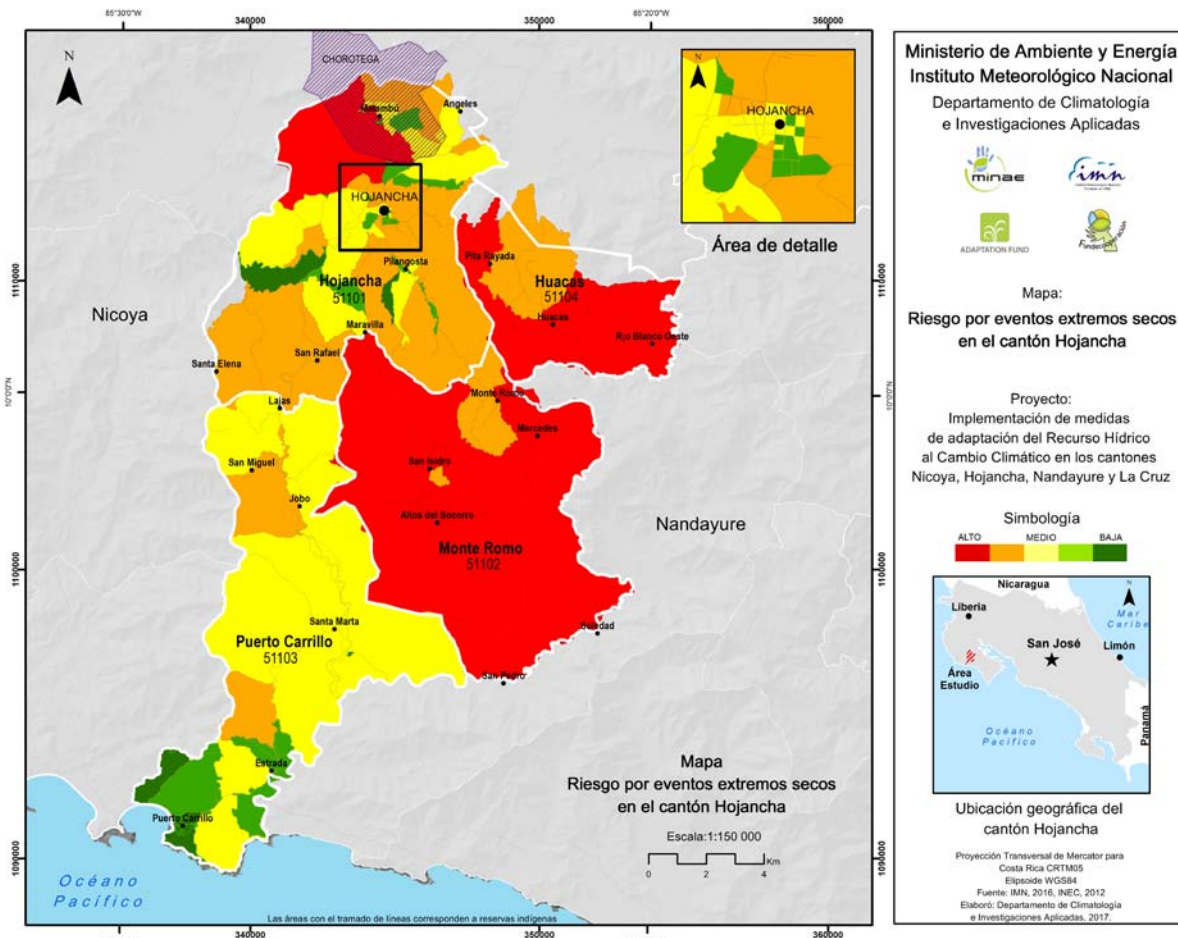 85°30'0"W
85°20'0"W
340000
350000
360000
N
CHOROTEGA
Matambú
Angeles
HOJANCHA
Pilangosta
Hojancha
51101
Maravilla
San Rafael
Santa Elena
Lajas
Nicoya
Pita Rayada
Huacas
51104
Huacas
Rio Blanco Oeste
Monte Romo
Mercedes
San Isidro
Altos del Socorro
Monte Romo
51102
Nandayure
San Miguel
Jobo
Santa Marta
Puerto Carrillo
51103
Soledad
San Pedro
Estrada
Puerto Carrillo
Océano
Pacífico
N
HOJANCHA
Área de detalle
1110000
1110000
10°0'0"N
10°0'0"N
1100000
1100000
1090000
1090000
Mapa
Riesgo por eventos extremos secos
en el cantón Hojancha
Escala:1:150 000
0 2 4 Km
Las áreas con el tramado de líneas corresponden a reservas indígenas
340000
350000
360000
Ministerio de Ambiente y Energía
Instituto Meteorológico Nacional
Departamento de Climatología
e Investigaciones Aplicadas
minae
imn
ADAPTATION FUND
Fundecooperación
Mapa:
Riesgo por eventos extremos secos
en el cantón Hojancha
Proyecto:
Implementación de medidas
de adaptación del Recurso Hídrico
al Cambio Climático en los cantones
Nicoya, Hojancha, Nandayure y La Cruz
Simbología
ALTO MEDIO BAJA
Nicaragua
N
Liberia
Mar
Caribe
San José
Limón
Área
Estudio
Océano
Pacífico
Panamá
Ubicación geográfica del
cantón Hojancha
Proyección Transversal de Mercator para
Costa Rica CRTM05
Elipsoide WGS84
Fuente: IMN, 2016, INEC, 2012
Elaboró: Departamento de Climatología
e Investigaciones Aplicadas, 2017.